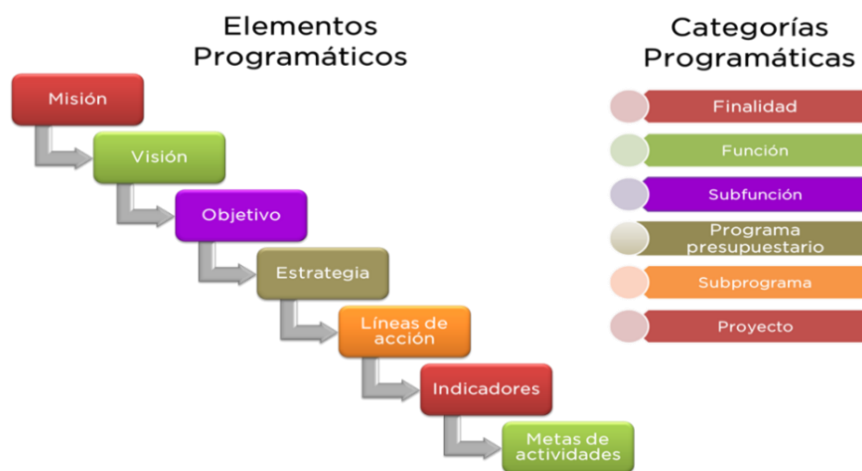 Elementos
Programáticos
Misión
Visión
Objetivo
Estrategia
Líneas de
acción
Indicadores
Metas de
actividades
Categorías
Programáticas
Finalidad
Función
Subfunción
Programa
presupuestario
Subprograma
Proyecto